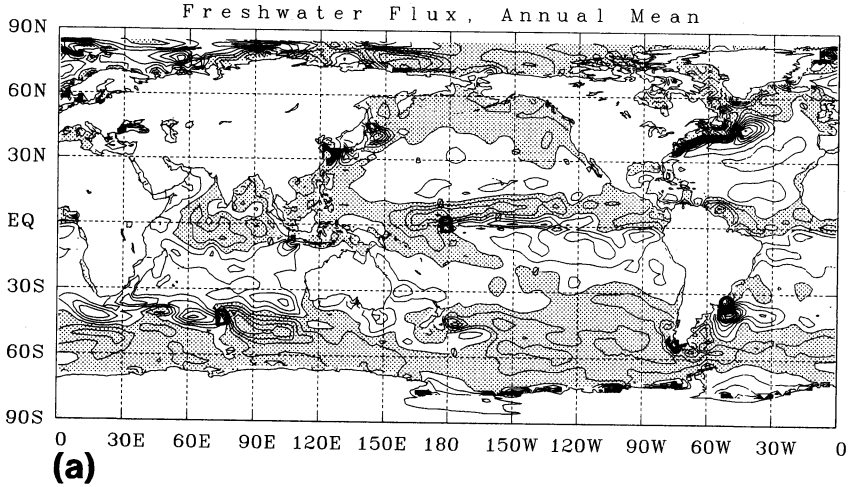 Freshwater Flux, Annual Mean
90N
60N
30N
EQ
30S
60S
90S
0 30E 60E 90E 120E 150E 180 150W 120W 90W 60W 30W 0
(a)